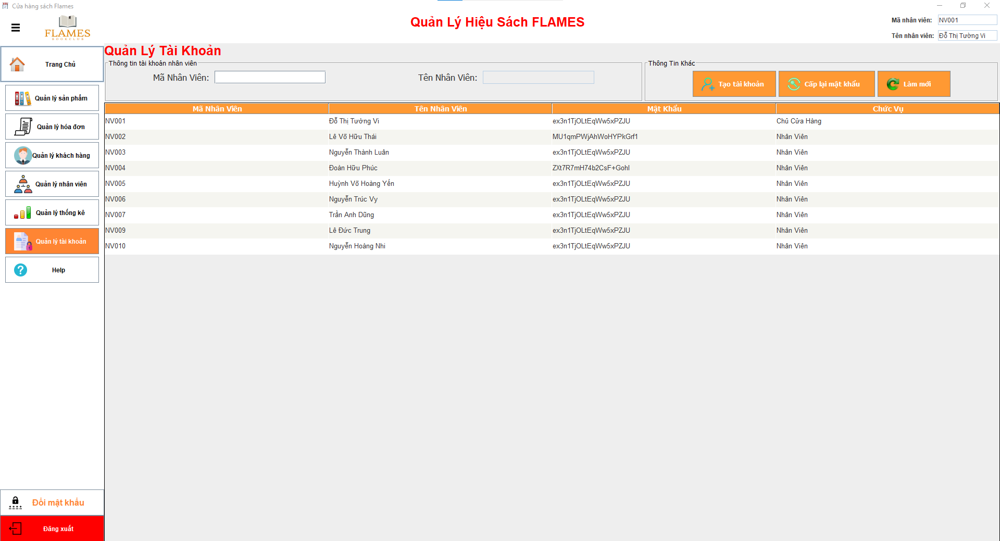 Cửa hàng sách Flames
FLAMES
BOOKCLUB
Quản Lý Hiệu Sách FLAMES
Mã nhân viên: NV001
Tên nhân viên: Đỗ Thị Tường Vi
Trang Chủ
Quản lý sản phẩm
Quản lý hóa đơn
Quản lý khách hàng
Quản lý nhân viên
Quản lý thống kê
Quản lý tài khoản
Help
Đổi mật khẩu
Đăng xuất
Quản Lý Tài Khoản
Thông tin tài khoản nhân viên
Mã Nhân Viên: Tên Nhân Viên:
Thông Tin Khác
Tạo tài khoản Cấp lại mật khẩu Làm mới
Mã Nhân Viên Tên Nhân Viên Mật Khẩu Chức Vụ
NV001 Đỗ Thị Tường Vi ex3n1TjOLtEqWw5xPZJU Chủ Cửa Hàng
NV002 Lê Võ Hữu Thái MU1qmPWjAhWoHYPkGrf1 Nhân Viên
NV003 Nguyễn Thành Luân ex3n1TjOLtEqWw5xPZJU Nhân Viên
NV004 Đoàn Hữu Phúc ZXt7R7mH74b2CsF+Gohl Nhân Viên
NV005 Huỳnh Võ Hoàng Yến ex3n1TjOLtEqWw5xPZJU Nhân Viên
NV006 Nguyễn Trúc Vy ex3n1TjOLtEqWw5xPZJU Nhân Viên
NV007 Trần Anh Dũng ex3n1TjOLtEqWw5xPZJU Nhân Viên
NV009 Lê Đức Trung ex3n1TjOLtEqWw5xPZJU Nhân Viên
NV010 Nguyễn Hoàng Nhi ex3n1TjOLtEqWw5xPZJU Nhân Viên